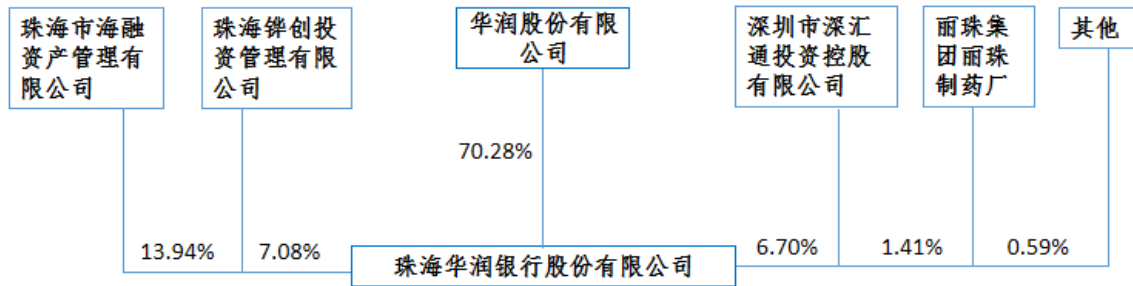 珠海市海融
资产管理有
限公司
珠海铧创投
资管理有限
公司
华润股份有限
公司
深圳市深汇
通投资控股
有限公司
丽珠集
团丽珠
制药厂
其他
70.28%
13.94%
7.08%
6.70%
1.41%
0.59%
珠海华润银行股份有限公司